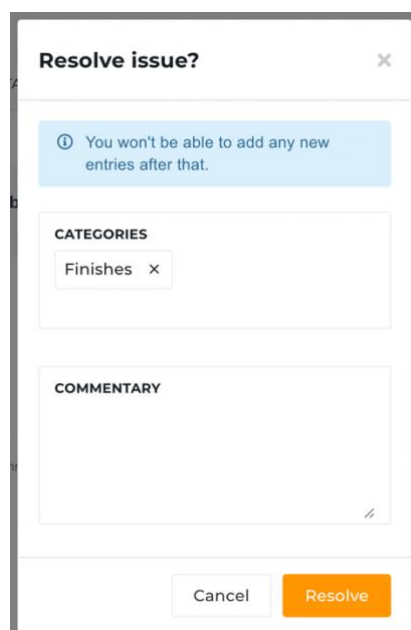 Resolve issue?
You won't be able to add any new
entries after that.
CATEGORIES
Finishes
COMMENTARY
Cancel
Resolve